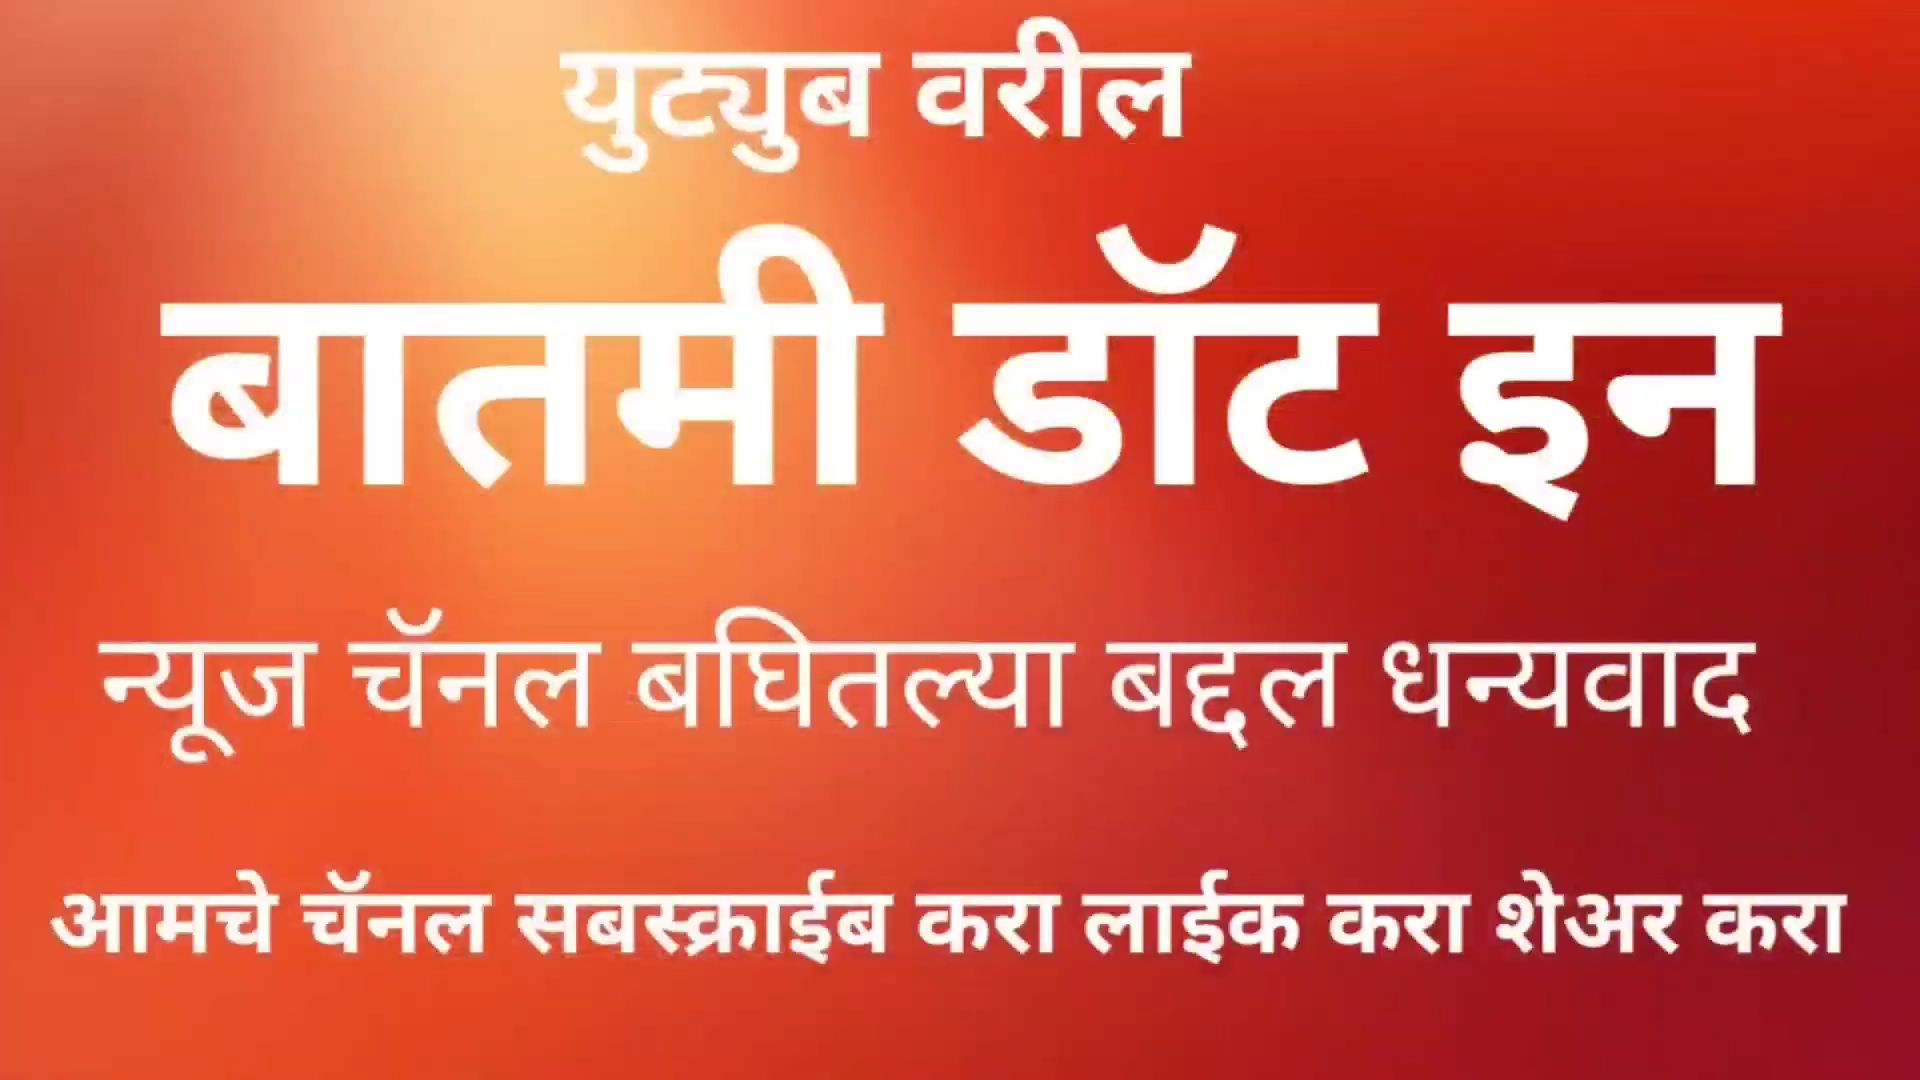 युट्युब वरील
बातमी डॉट इन
न्यूज चॅनल बघितल्या बद्दल धन्यवाद
आमचे चॅनल सबस्क्राईब करा लाईक करा शेअर करा